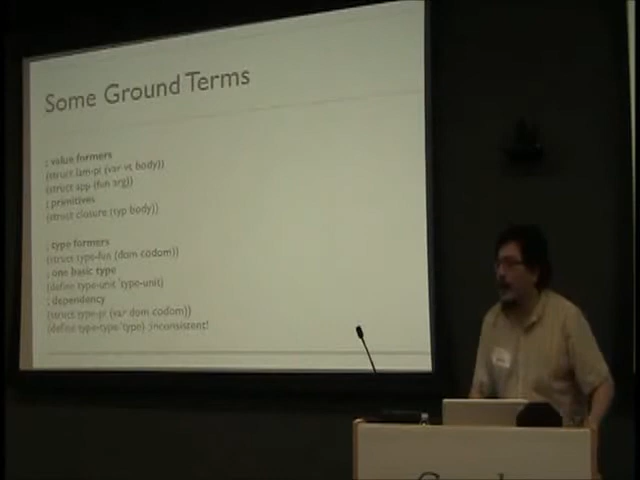 Some Ground Terms
; value formers
(struct lam-pi (var vt body))
(struct app (fun arg))
; primitives
(struct closure (typ body))
; type formers
(struct type-fun (dom codom))
; one basic type
(define type-unit 'type-unit)
; dependency
(struct type-pi (var dom codom))
(define type-type 'type) ;inconsistent!